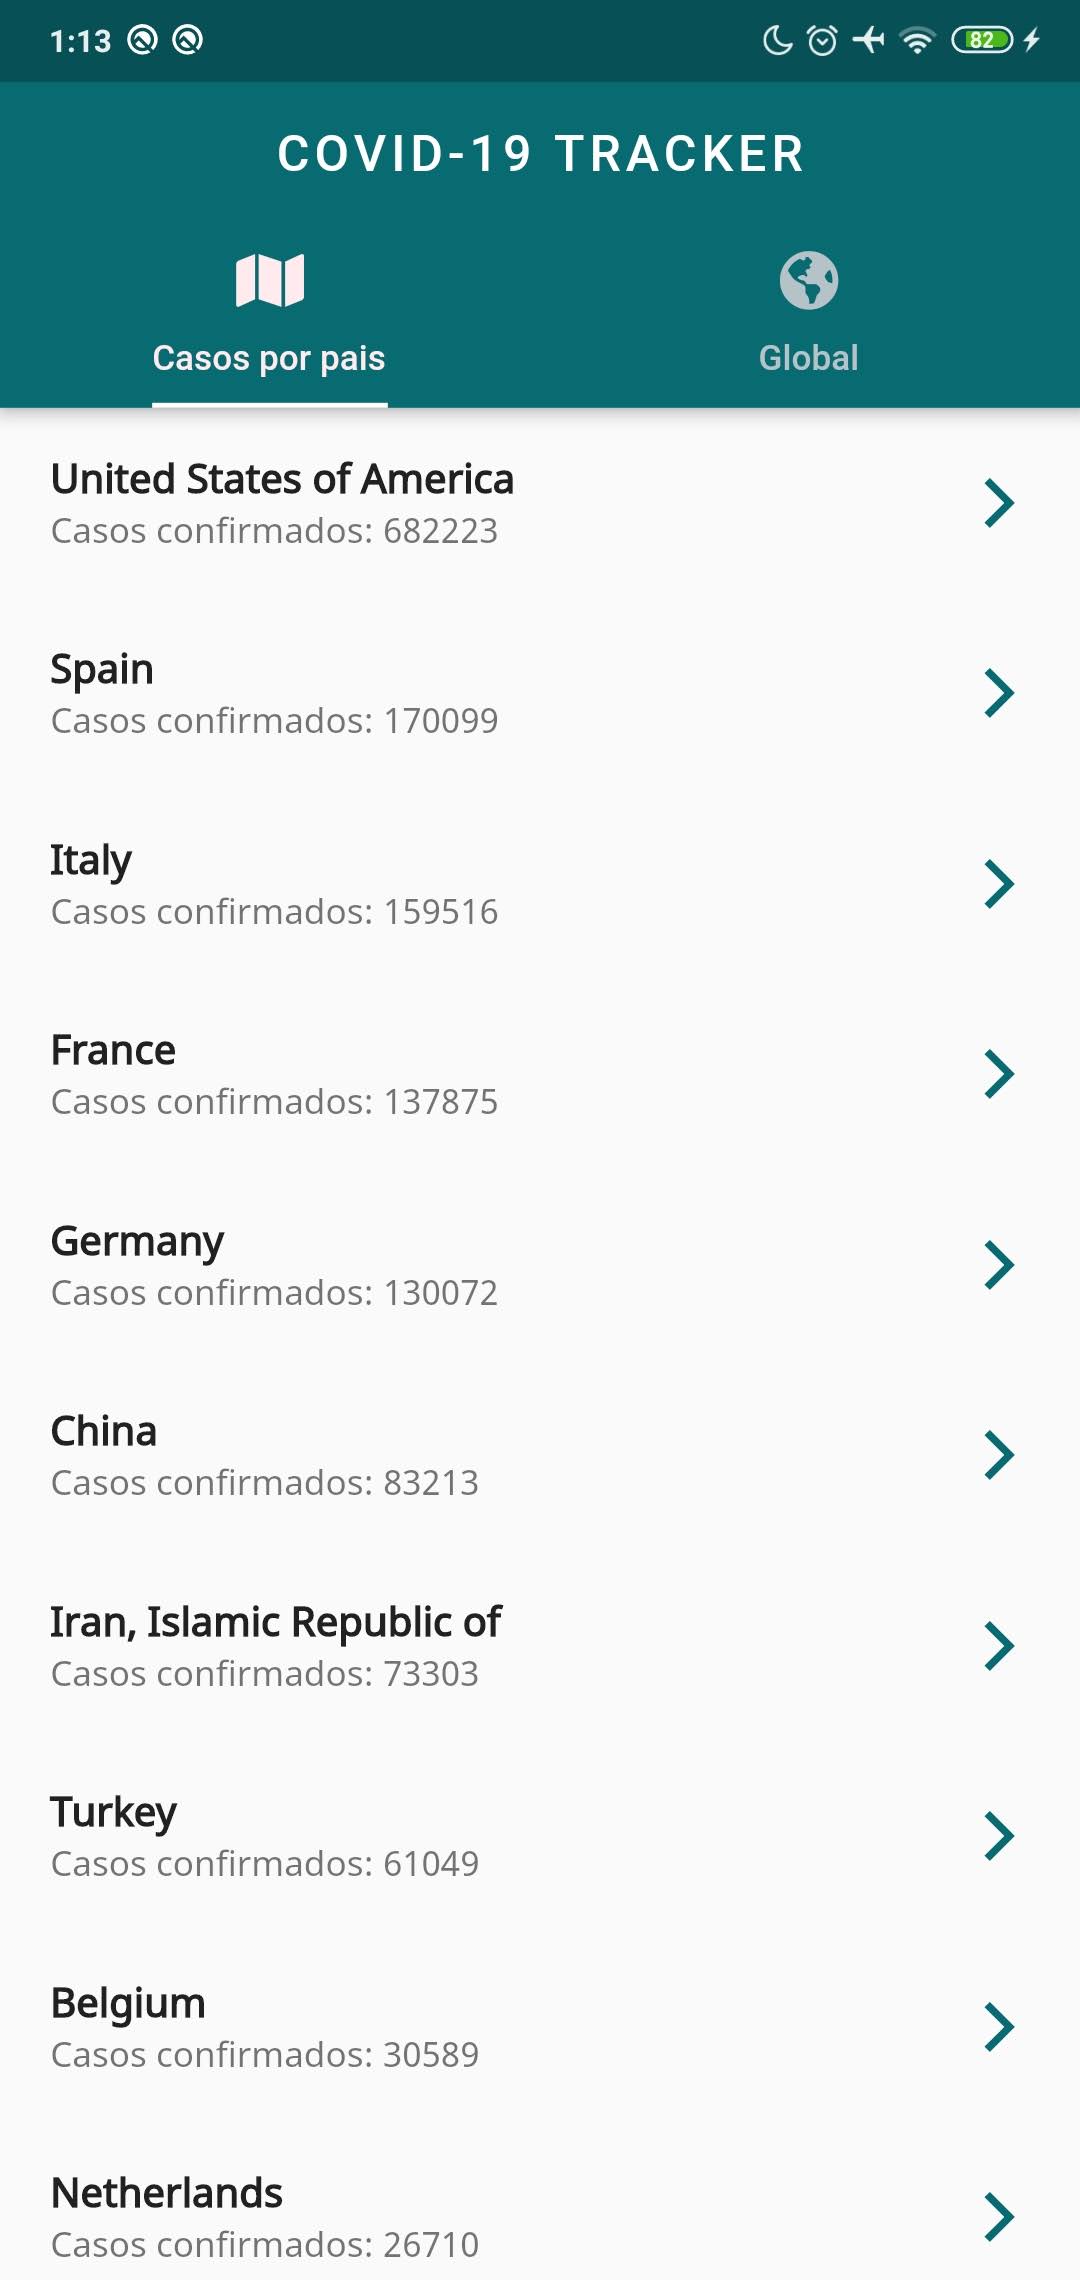 1:13
82
COVID-19 TRACKER
Casos por pais
Global
United States of America
Casos confirmados: 682223
Spain
Casos confirmados: 170099
Italy
Casos confirmados: 159516
France
Casos confirmados: 137875
Germany
Casos confirmados: 130072
China
Casos confirmados: 83213
Iran, Islamic Republic of
Casos confirmados: 73303
Turkey
Casos confirmados: 61049
Belgium
Casos confirmados: 30589
Netherlands
Casos confirmados: 26710